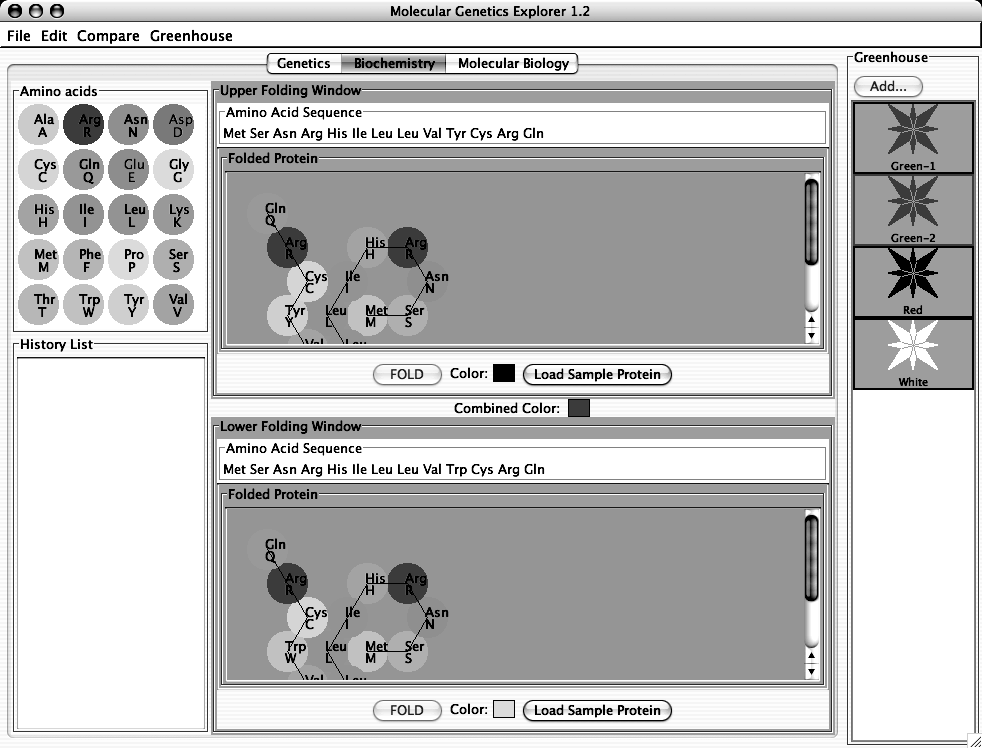 Molecular Genetics Explorer 1.2
File Edit Compare Greenhouse
Genetics Biochemistry Molecular Biology
Amino acids
Ala Arg Asn Asp
A R N D
Cys Gln Glu Gly
C Q E G
His Ile Leu Lys
H I L K
Met Phe Pro Ser
M F P S
Thr Trp Tyr Val
T W Y V
History List
Upper Folding Window
Amino Acid Sequence
Met Ser Asn Arg His Ile Leu Leu Val Tyr Cys Arg Gln
Folded Protein
Gln
Q
Arg His Arg
R H R
Cys Ile Asn
C I N
Tyr Leu Met Ser
Y L M S
Val Leu
FOLD Color: Load Sample Protein
Combined Color:
Lower Folding Window
Amino Acid Sequence
Met Ser Asn Arg His Ile Leu Leu Val Trp Cys Arg Gln
Folded Protein
Gln
Q
Arg His Arg
R H R
Cys Ile Asn
C I N
Trp Leu Met Ser
W L M S
Val Leu
FOLD Color: Load Sample Protein
Greenhouse
Add...
Green-1
Green-2
Red
White